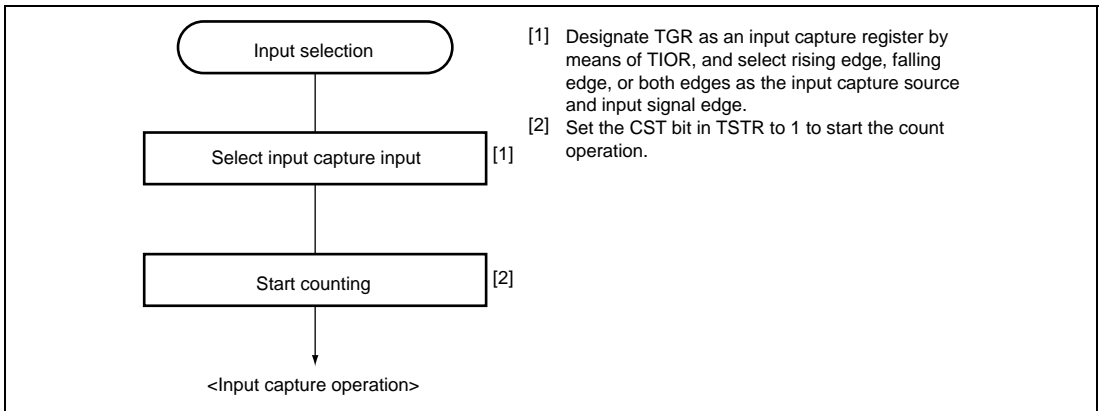 Input selection
Select input capture input
[1]
Start counting
[2]
<Input capture operation>
[1] Designate TGR as an input capture register by
means of TIOR, and select rising edge, falling
edge, or both edges as the input capture source
and input signal edge.
[2] Set the CST bit in TSTR to 1 to start the count
operation.